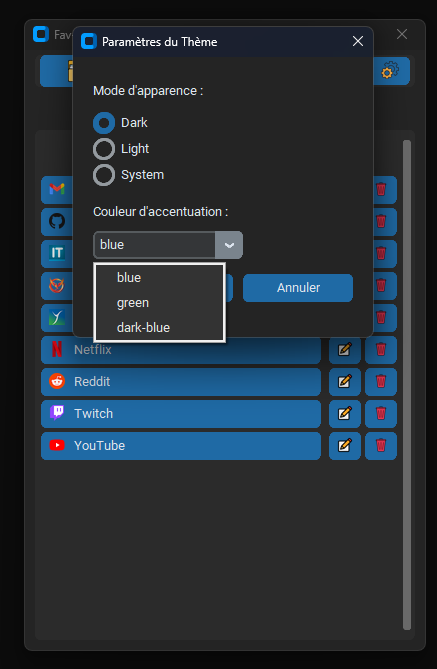 Fav
Paramètres du Thème
Mode d'apparence :
Dark
Light
System
Couleur d'accentuation :
blue
blue
green
dark-blue
Annuler
IT
Netflix
Reddit
Twitch
YouTube